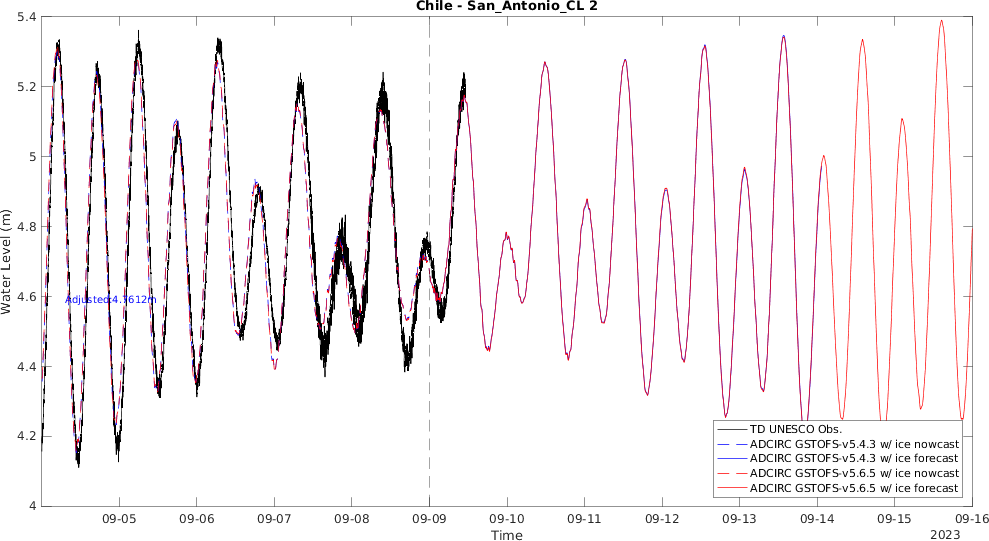 Chile - San_Antonio_CL 2
5.4
5.2
5
4.8
4.6
4.4
4.2
4
Water Level (m)
Adjusted:4.7612m
TD UNESCO Obs.
ADCIRC GSTOFS-v5.4.3 w/ ice nowcast
ADCIRC GSTOFS-v5.4.3 w/ ice forecast
ADCIRC GSTOFS-v5.6.5 w/ ice nowcast
ADCIRC GSTOFS-v5.6.5 w/ ice forecast
09-05 09-06 09-07 09-08 09-09 09-10 09-11 09-12 09-13 09-14 09-15 09-16
Time
2023